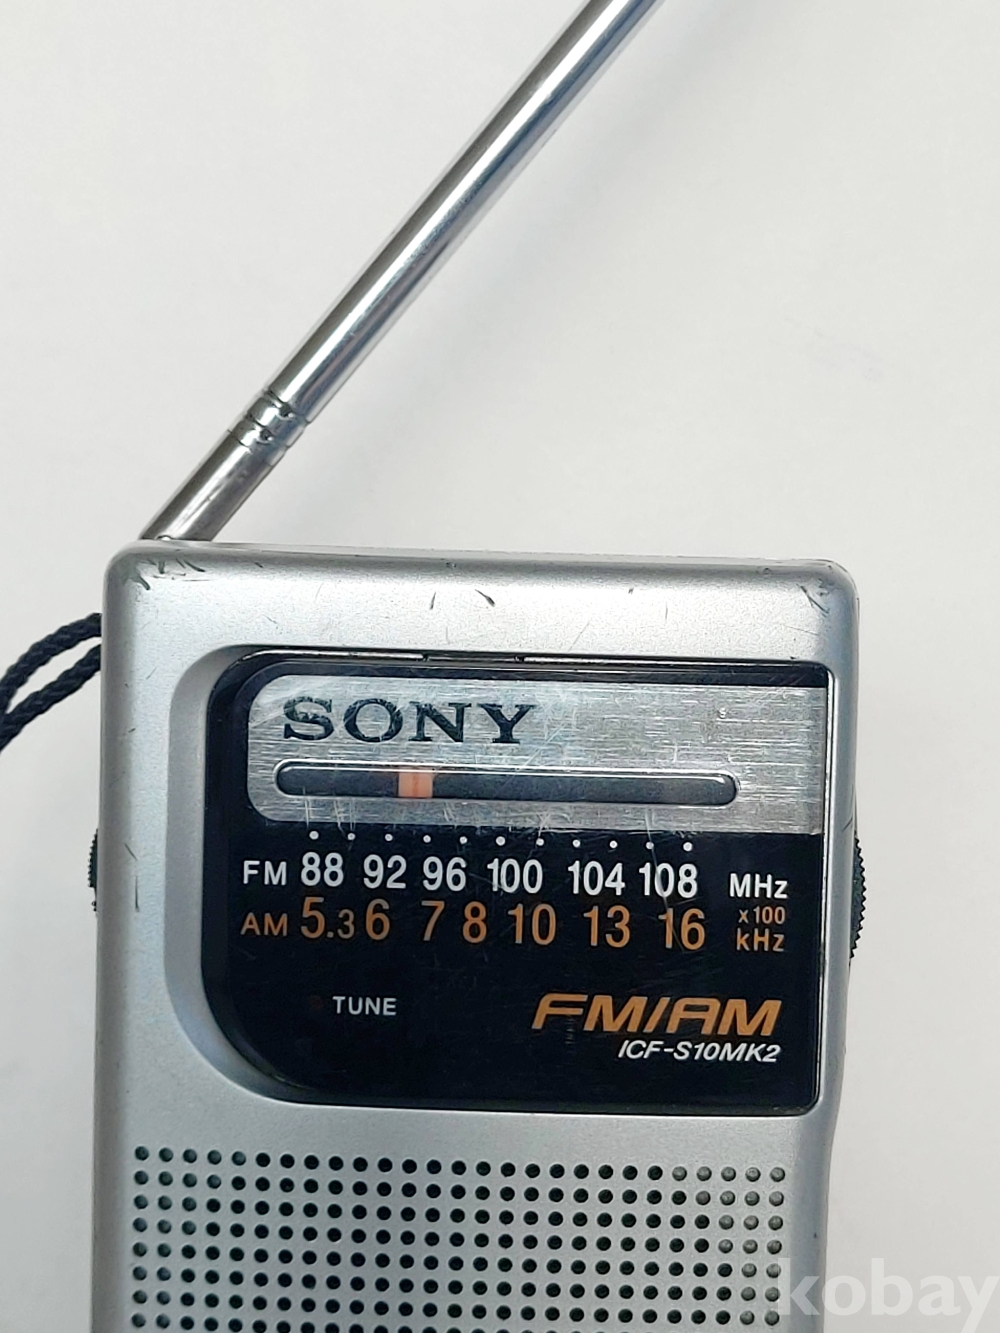 SONY
FM 88 92 96 100 104 108 MHz
AM 5.3 6 7 8 10 13 16 x100 kHz
TUNE
FM/AM
ICF-S10MK2
kobay